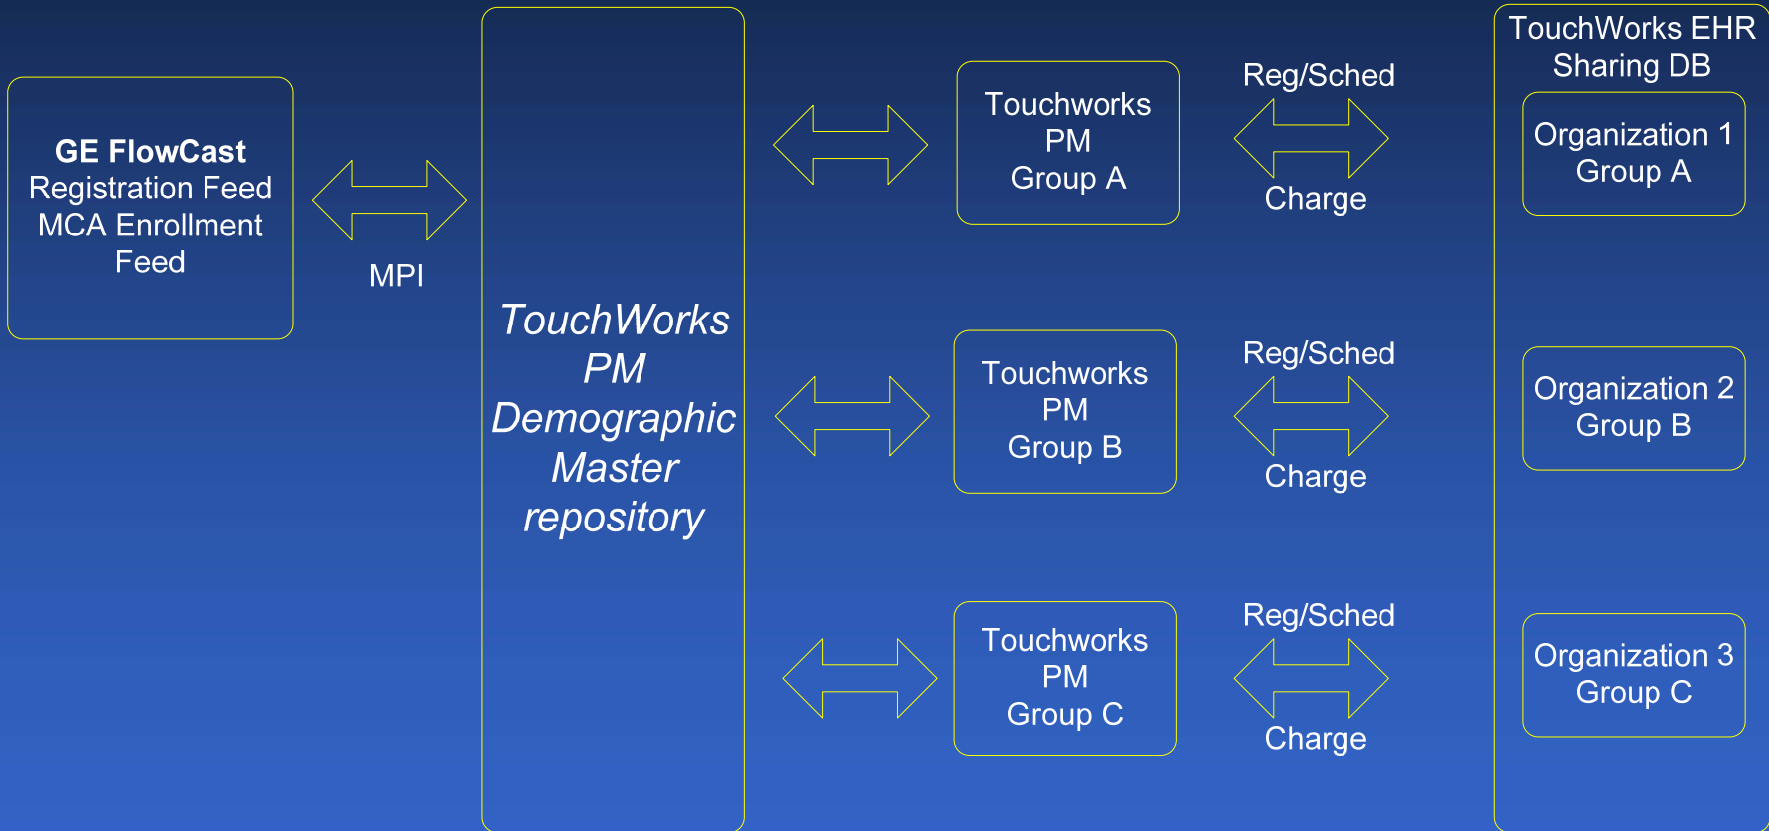 GE FlowCast
Registration Feed
MCA Enrollment
Feed
MPI
TouchWorks
PM
Demographic
Master
repository
Touchworks
PM
Group A
Reg/Sched
Charge
Touchworks
PM
Group B
Reg/Sched
Charge
Touchworks
PM
Group C
Reg/Sched
Charge
TouchWorks EHR
Sharing DB
Organization 1
Group A
Organization 2
Group B
Organization 3
Group C